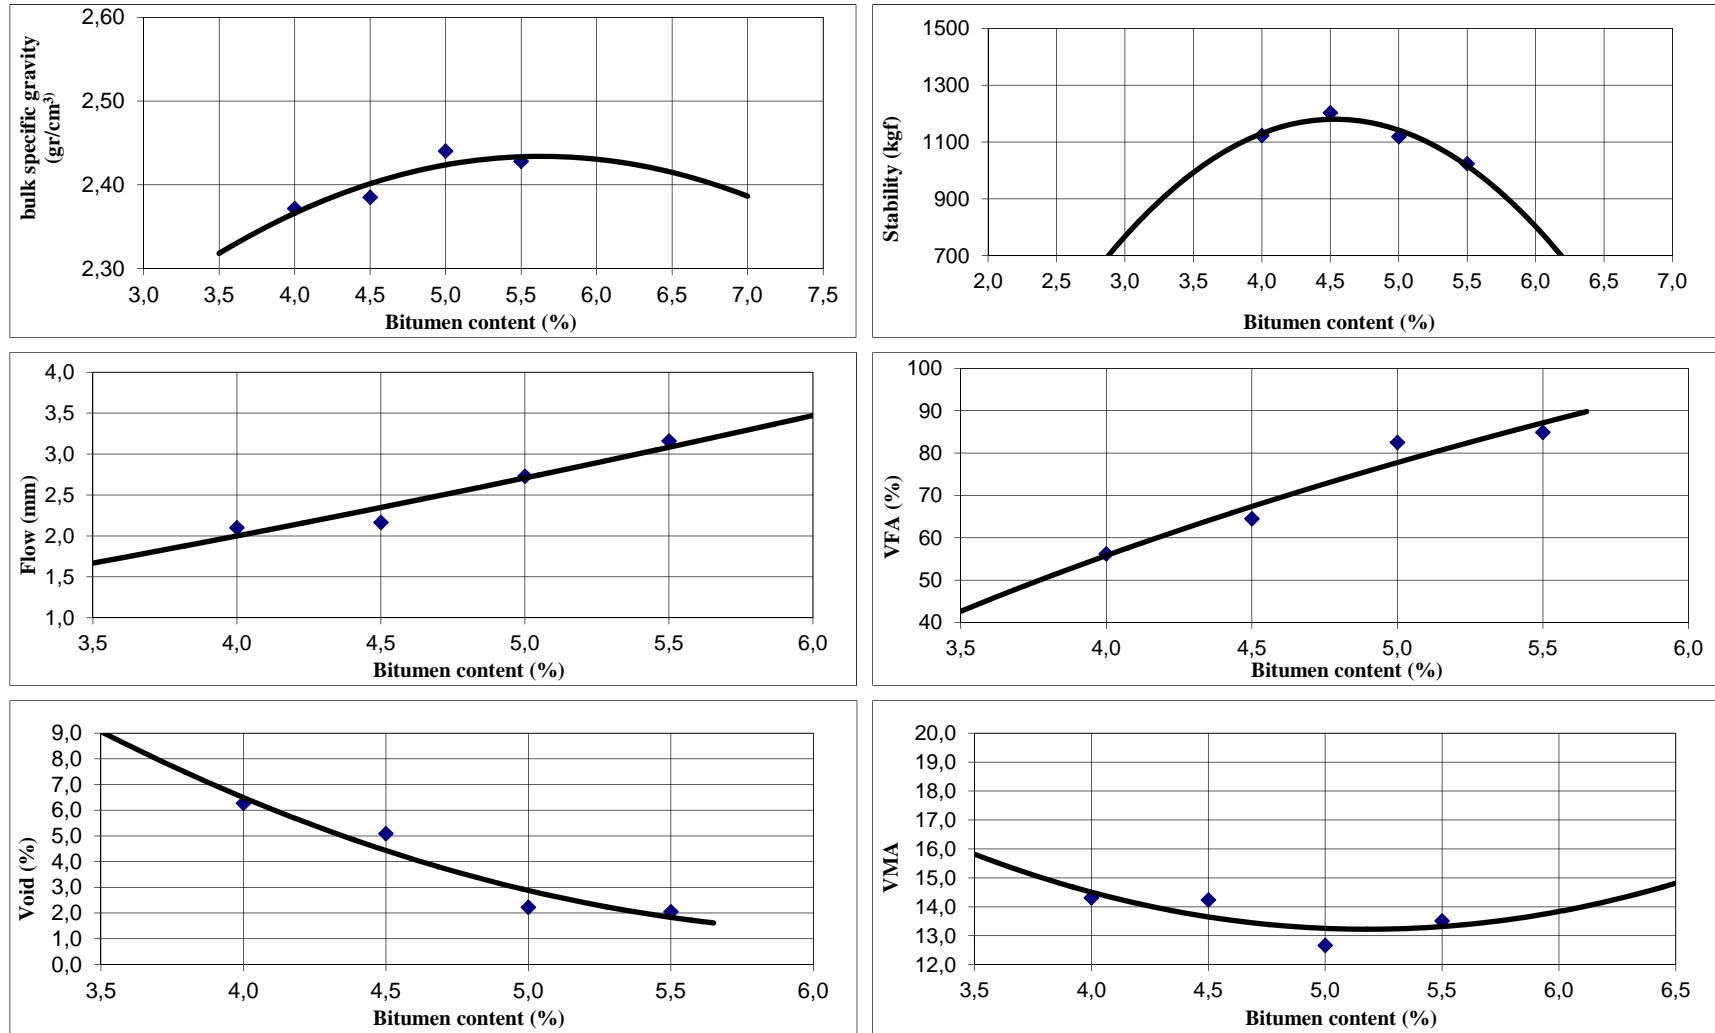 bulk specific gravity
(gr/cm3)
2,60
2,50
2,40
2,30
3,0 3,5 4,0 4,5 5,0 5,5 6,0 6,5 7,0 7,5
Bitumen content (%)
Stability (kgf)
1500
1300
1100
900
700
2,0 2,5 3,0 3,5 4,0 4,5 5,0 5,5 6,0 6,5 7,0
Bitumen content (%)
Flow (mm)
4,0
3,5
3,0
2,5
2,0
1,5
1,0
3,5 4,0 4,5 5,0 5,5 6,0
Bitumen content (%)
VFA (%)
100
90
80
70
60
50
40
3,5 4,0 4,5 5,0 5,5 6,0
Bitumen content (%)
Void (%)
9,0
8,0
7,0
6,0
5,0
4,0
3,0
2,0
1,0
0,0
3,5 4,0 4,5 5,0 5,5 6,0
Bitumen content (%)
VMA
20,0
19,0
18,0
17,0
16,0
15,0
14,0
13,0
12,0
3,5 4,0 4,5 5,0 5,5 6,0 6,5
Bitumen content (%)